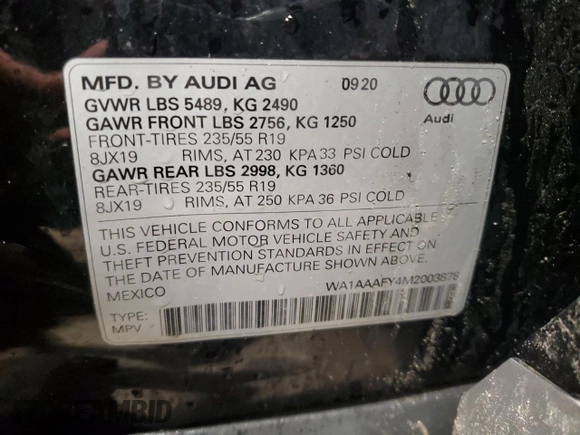 MFD. BY AUDI AG 09.20
GVWR LBS 5489, KG 2490
GAWR FRONT LBS 2756, KG 1250
FRONT-TIRES 235/55 R19
8JX19 RIMS, AT 230 KPA 33 PSI COLD
GAWR REAR LBS 2998, KG 1360
REAR-TIRES 235/55 R19
8JX19 RIMS, AT 250 KPA 36 PSI COLD
Audi
THIS VEHICLE CONFORMS TO ALL APPLICABLE
U.S. FEDERAL MOTOR VEHICLE SAFETY AND
THEFT PREVENTION STANDARDS IN EFFECT ON
THE DATE OF MANUFACTURE SHOWN ABOVE.
MEXICO WA1AAAFY4M2003878
TYPE:
MPV